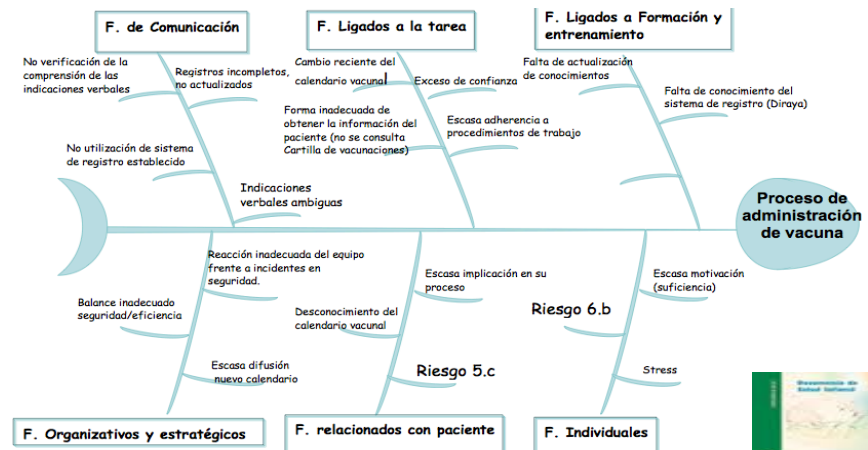 F. de Comunicación
F. Ligados a la tarea
F. Ligados a Formación y
entrenamiento
No verificación de la
comprensión de las
indicaciones verbales
Registros incompletos,
no actualizados
No utilización de sistema
de registro establecido
Indicaciones
verbales ambiguas
Cambio reciente del
calendario vacunal
Exceso de confianza
Forma inadecuada de
obtener la información del
paciente (no se consulta
Cartilla de vacunaciones)
Escasa adherencia a
procedimientos de trabajo
Falta de actualización
de conocimientos
Falta de conocimiento del
sistema de registro (Diraya)
Proceso de
administración
de vacuna
Reacción inadecuada del equipo
frente a incidentes en
seguridad.
Balance inadecuado
seguridad/eficiencia
Escasa difusión
nuevo calendario
Escasa implicación en su
proceso
Desconocimiento del
calendario vacunal
Riesgo 5.c
Riesgo 6.b
Escasa motivación
(suficiencia)
Stress
F. Organizativos y estratégicos
F. relacionados con paciente
F. Individuales
Documento de
Salud Infantil